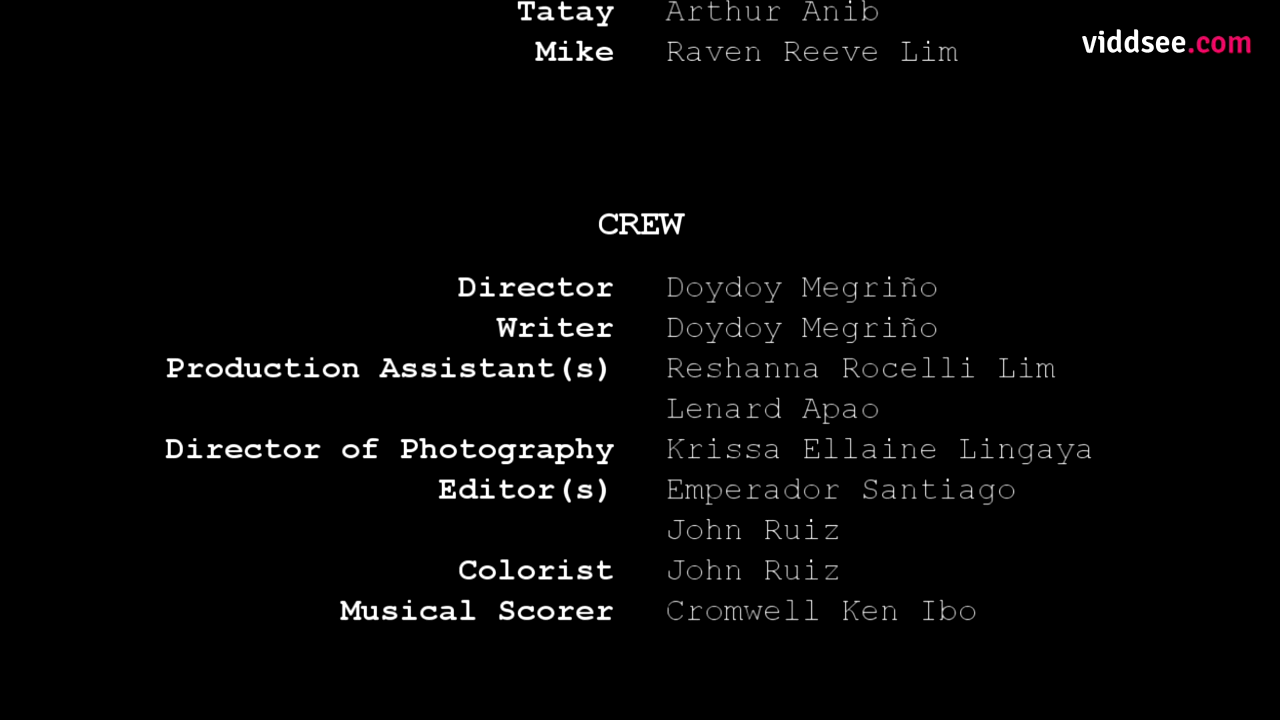 Tatay Arthur Anib
Mike Raven Reeve Lim
viddsee.com
CREW
Director Doydoy Megriño
Writer Doydoy Megriño
Production Assistant(s) Reshanna Rocelli Lim
Lenard Apao
Director of Photography Krissa Ellaine Lingaya
Editor(s) Emperador Santiago
John Ruiz
Colorist John Ruiz
Musical Scorer Cromwell Ken Ibo